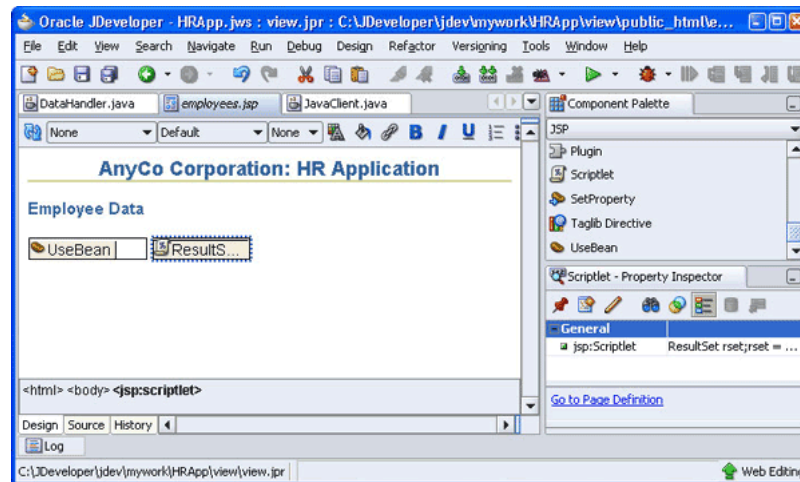 Oracle JDeveloper - HRApp.jws : view.jpr : C:\JDeveloper\jdev\mywork\HRApp\view\public_html\e...
File Edit View Search Navigate Run Debug Design Refactor Versioning Tools Window Help
DataHandler.java employees.jsp JavaClient.java
Component Palette
None Default None B I U
JSP
Plugin
Scriptlet
SetProperty
Taglib Directive
UseBean
AnyCo Corporation: HR Application
Employee Data
UseBean ResultS...
Scriptlet - Property Inspector
General
jsp:Scriptlet ResultSet rset;rset = ...
<html> <body> <jsp:scriptlet>
Go to Page Definition
Design Source History
Log
C:\JDeveloper\jdev\mywork\HRApp\view\view.jpr Web Editing